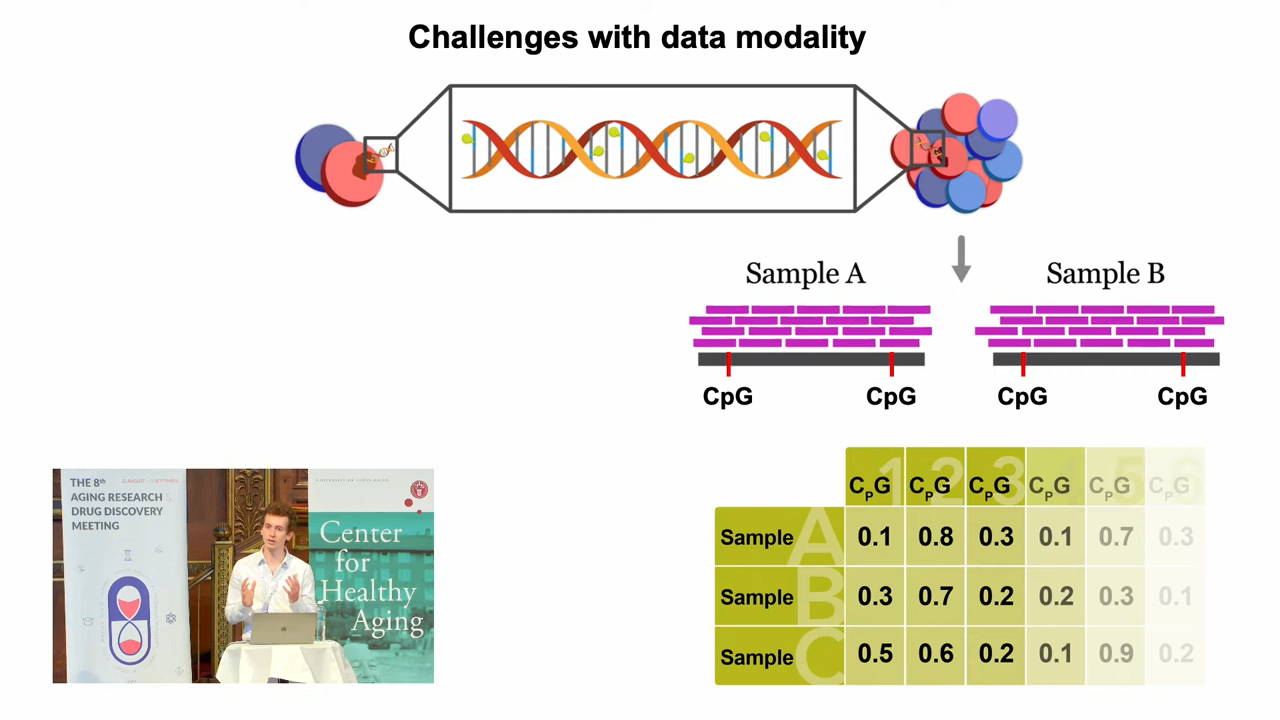 Challenges with data modality
Sample A
Sample B
CpG
CpG
CpG
CpG
CpG 1
CpG 2
CpG 3
CpG 4
CpG 5
CpG 6
Sample A 0.1 0.8 0.3 0.1 0.7 0.3
Sample B 0.3 0.7 0.2 0.2 0.3 0.1
Sample C 0.5 0.6 0.2 0.1 0.9 0.2
THE 8th
AGING RESEARCH &
DRUG DISCOVERY
MEETING
Center
for
Healthy
Aging